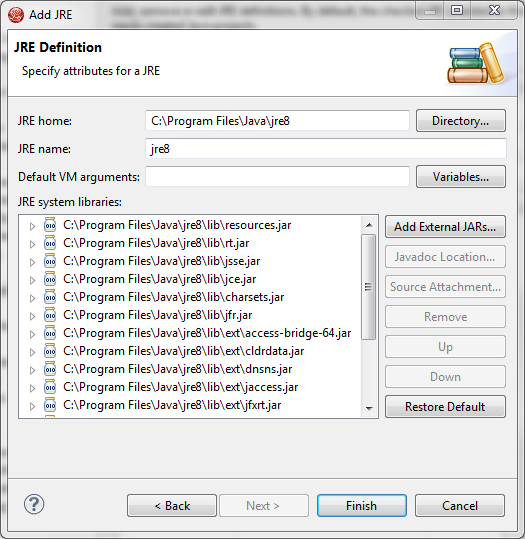 Add JRE
JRE Definition
Specify attributes for a JRE
JRE home:
C:\Program Files\Java\jre8
Directory...
JRE name:
jre8
Default VM arguments:
Variables...
JRE system libraries:
C:\Program Files\Java\jre8\lib\resources.jar
C:\Program Files\Java\jre8\lib\rt.jar
C:\Program Files\Java\jre8\lib\jsse.jar
C:\Program Files\Java\jre8\lib\jce.jar
C:\Program Files\Java\jre8\lib\charsets.jar
C:\Program Files\Java\jre8\lib\jfr.jar
C:\Program Files\Java\jre8\lib\ext\access-bridge-64.jar
C:\Program Files\Java\jre8\lib\ext\cldrdata.jar
C:\Program Files\Java\jre8\lib\ext\dnsns.jar
C:\Program Files\Java\jre8\lib\ext\jaccess.jar
C:\Program Files\Java\jre8\lib\ext\jfxrt.jar
Add External JARs...
Javadoc Location...
Source Attachment...
Remove
Up
Down
Restore Default
?
< Back
Next >
Finish
Cancel